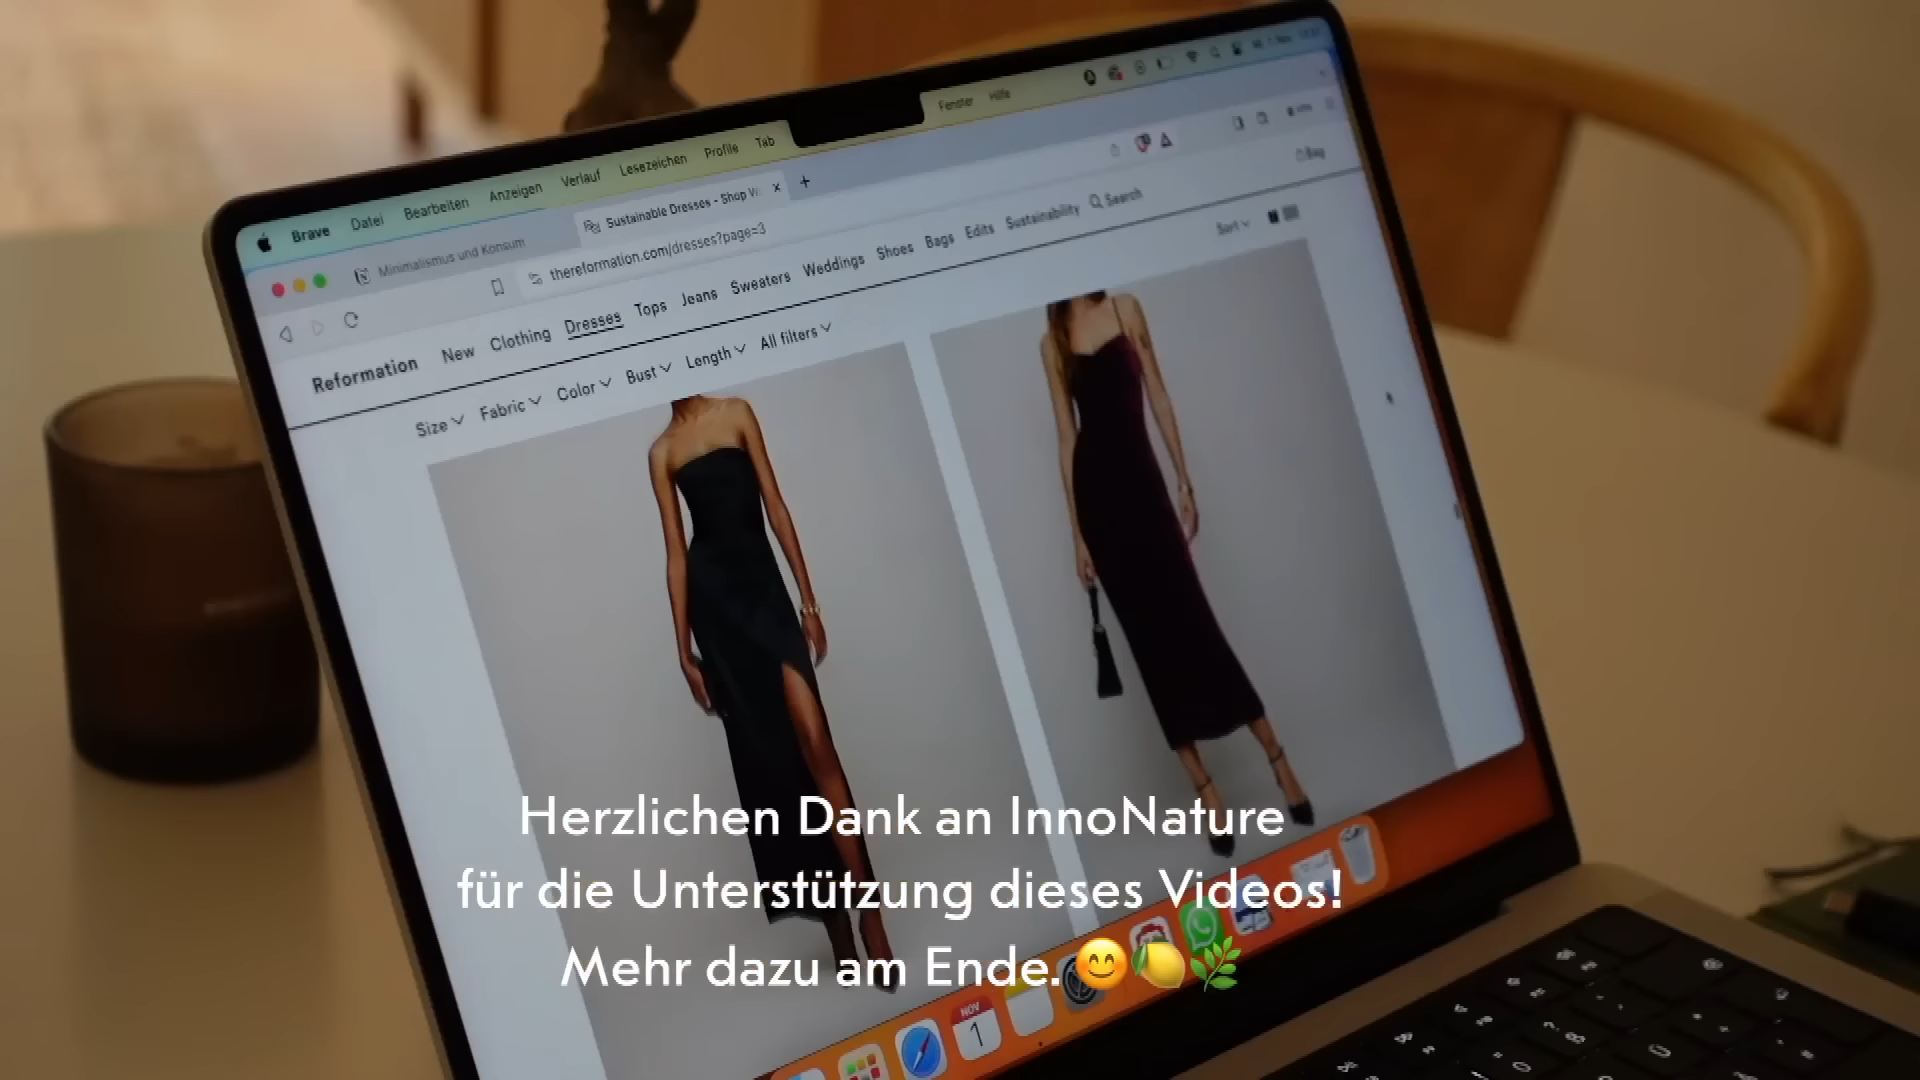 Brave Datei Bearbeiten Anzeigen Verlauf Lesezeichen Profile Tab Fenster Hilfe
Minimalismus und Konsum
Sustainable Dresses - Shop W
thereformation.com/dresses?page=3
Reformation New Clothing Dresses Tops Jeans Sweaters Weddings Shoes Bags Edits Sustainability Search Bag
Size Fabric Color Bust Length All filters Sort
Herzlichen Dank an InnoNature
für die Unterstützung dieses Videos!
Mehr dazu am Ende. 😊🍋🌿
NOV
1